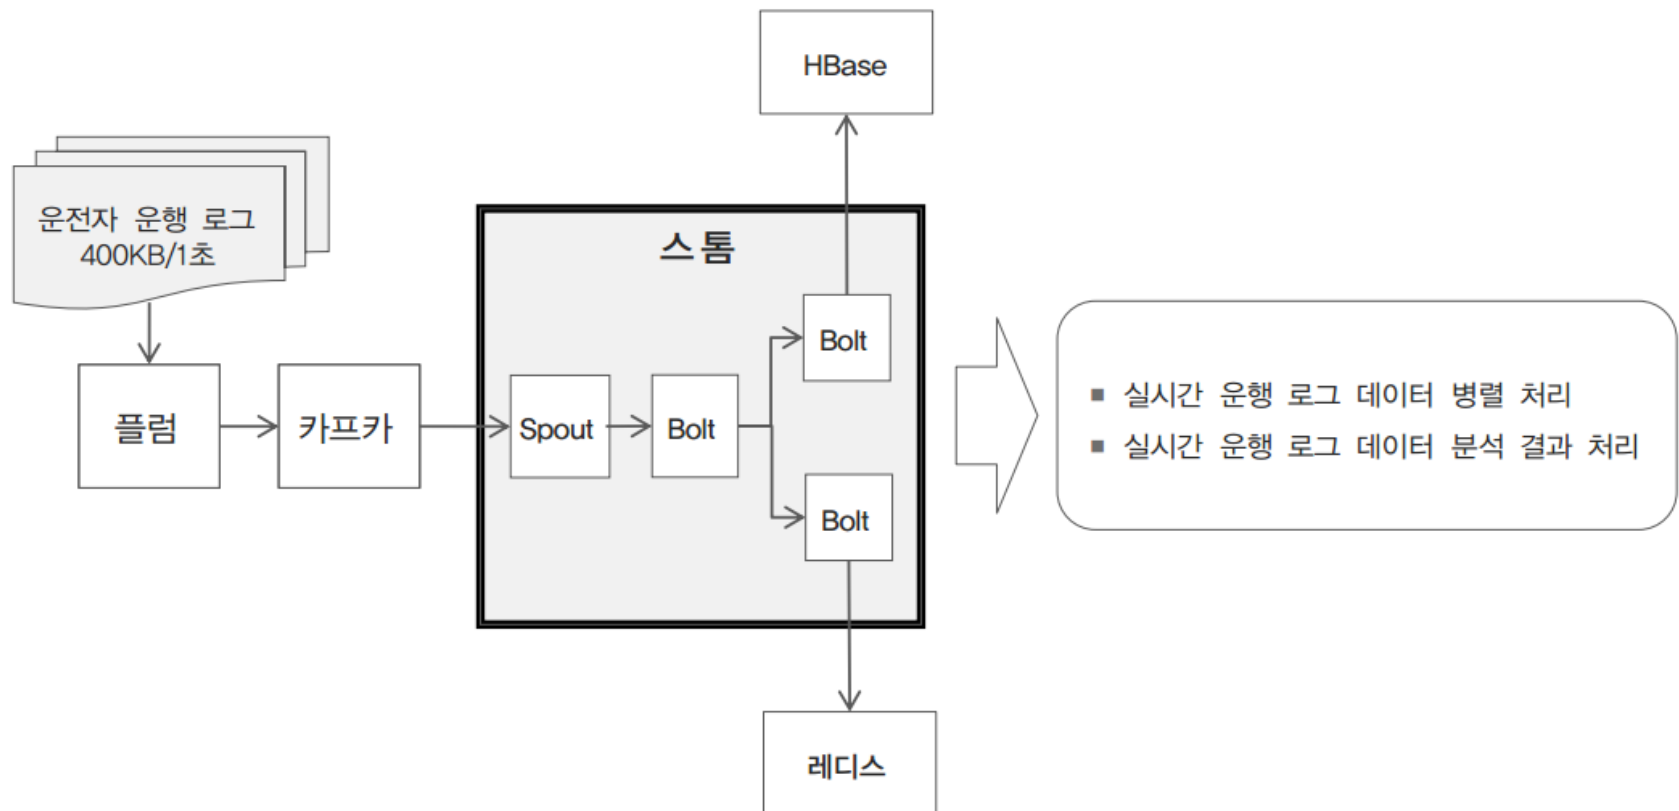 HBase
운전자 운행 로그
400KB/1초
스톰
Bolt
플럼
카프카
Spout
Bolt
Bolt
■ 실시간 운행 로그 데이터 병렬 처리
■ 실시간 운행 로그 데이터 분석 결과 처리
레디스